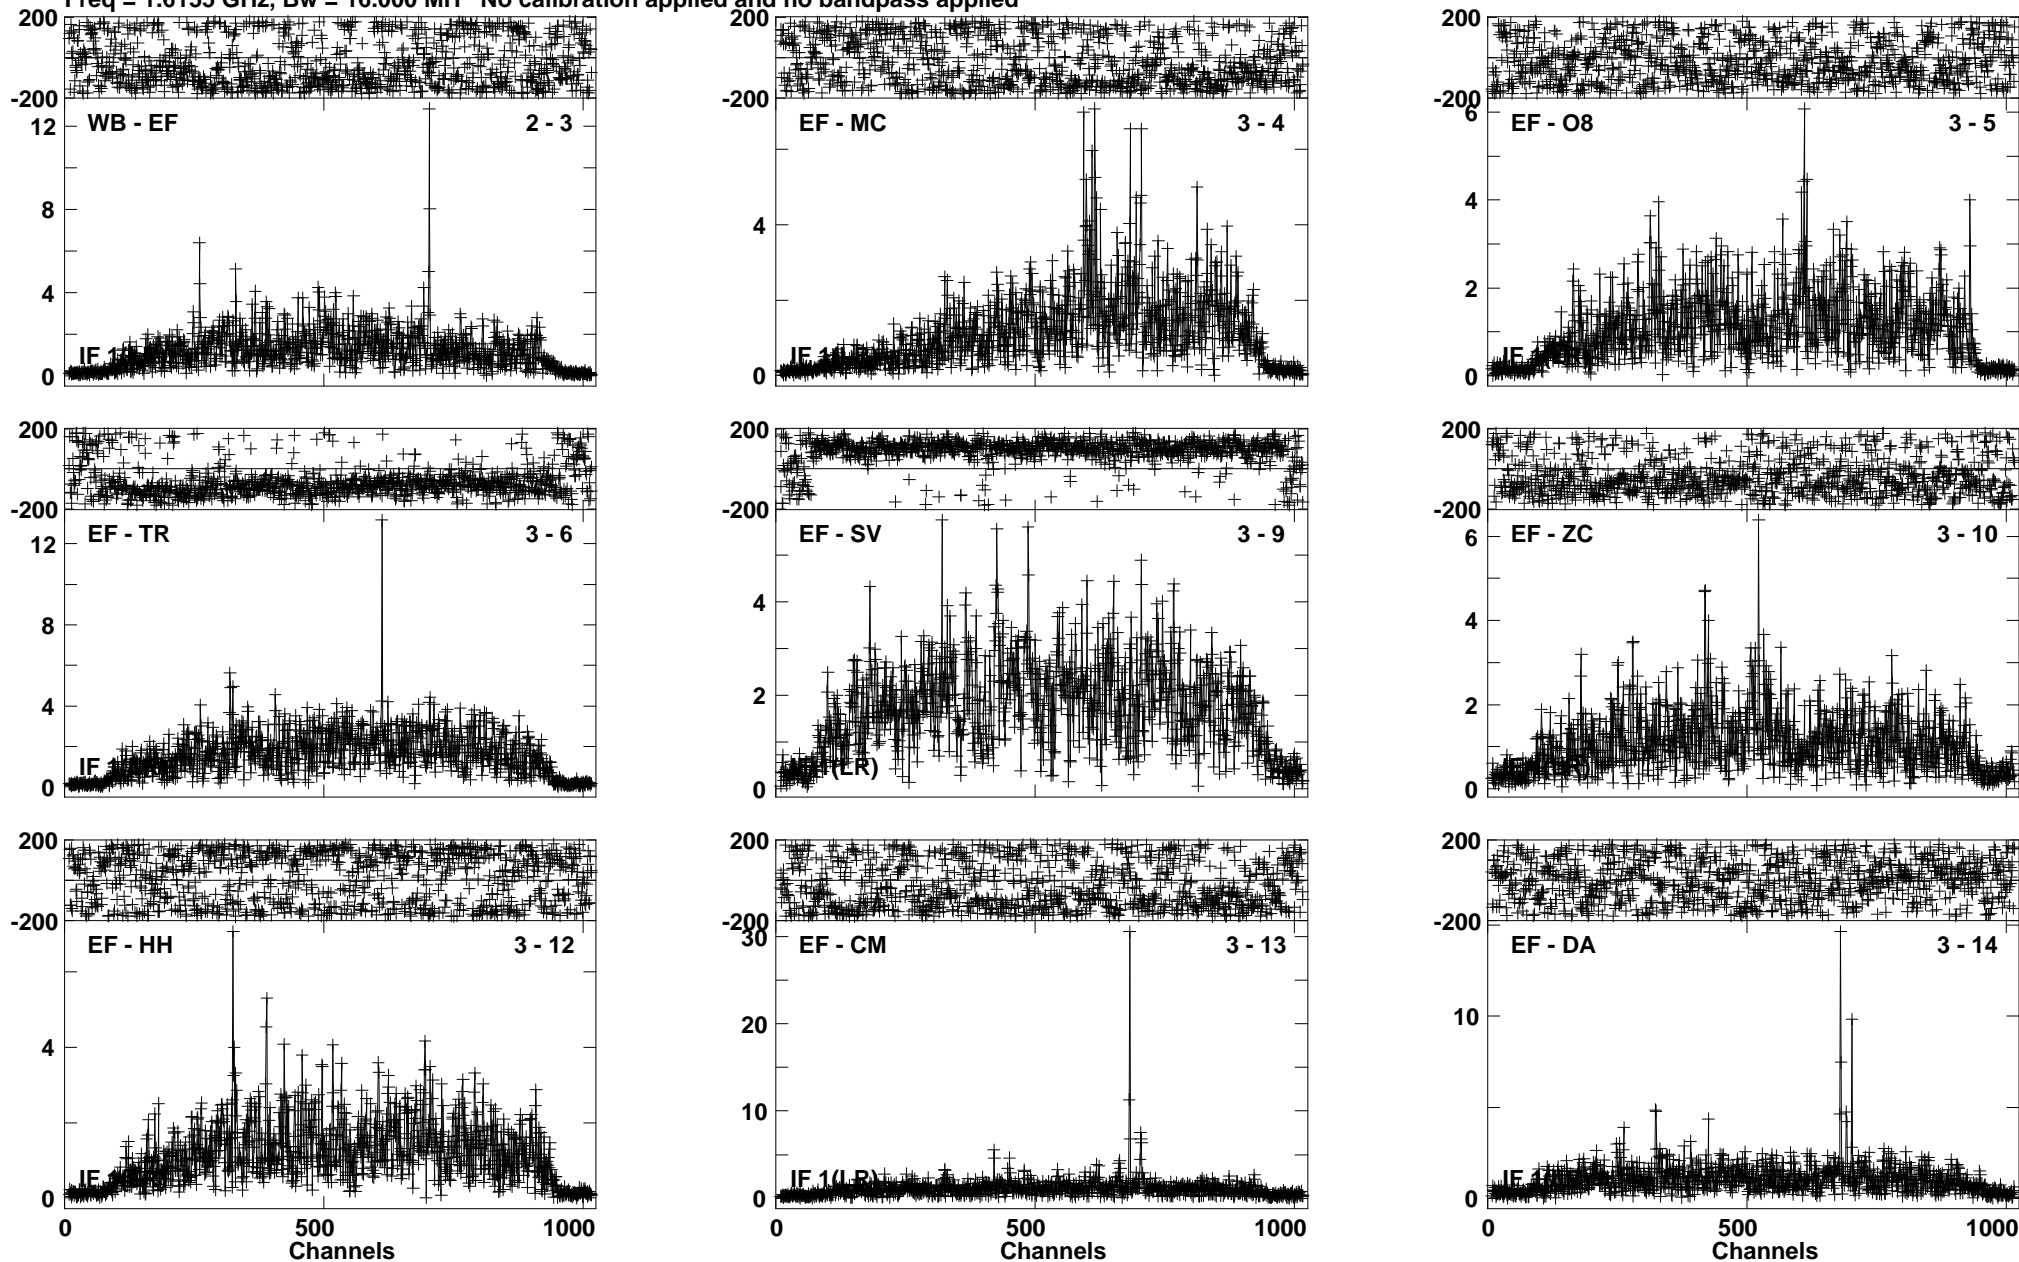 Freq = 1.6155 GHz, Bw = 16.000 MH No calibration applied and no bandpass applied
200 200 200
-200 -200 -200
WB - EF 2 - 3 EF - MC 3 - 4 EF - O8 3 - 5
12 6
8 4 4
4 2
IF 1
0 0 0
200 200 200
-200 -200 -200
EF - TR 3 - 6 EF - SV 3 - 9 EF - ZC 3 - 10
12 6
8 4 4
4 2 2
IF 1(LR)
0 0 0
200 200 200
-200 -200 -200
EF - HH 3 - 12 EF - CM 3 - 13 EF - DA 3 - 14
30
4 20 10
10
IF 1(LR)
0 0 0
0 500 1000 0 500 1000 0 500 1000
Channels Channels Channels